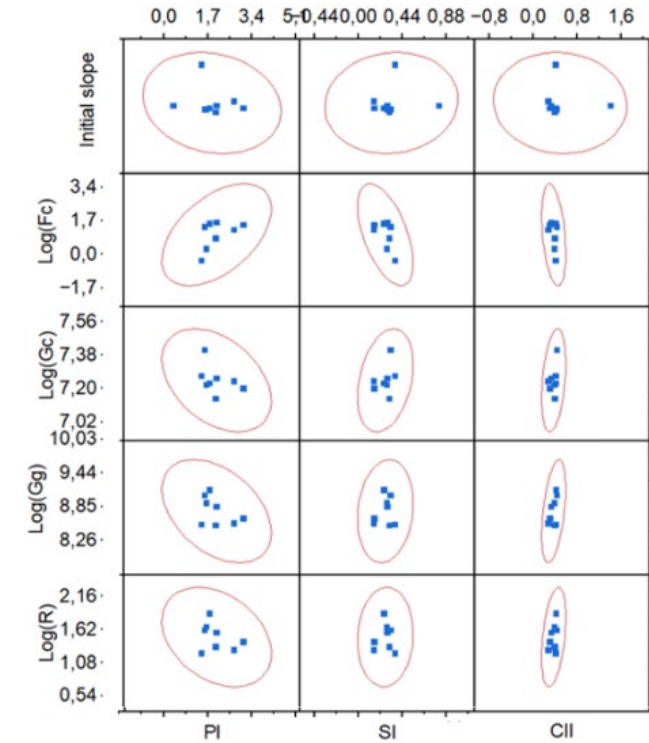 0,0 1,7 3,4 5,1 -0,44 0,00 0,44 0,88 -0,8 0,0 0,8 1,6
Initial slope
3,4
1,7
0,0
-1,7
Log(Fc)
7,56
7,38
7,20
7,02
Log(Gc)
10,03
9,44
8,85
8,26
Log(Gg)
2,16
1,62
1,08
0,54
Log(R)
PI SI CII